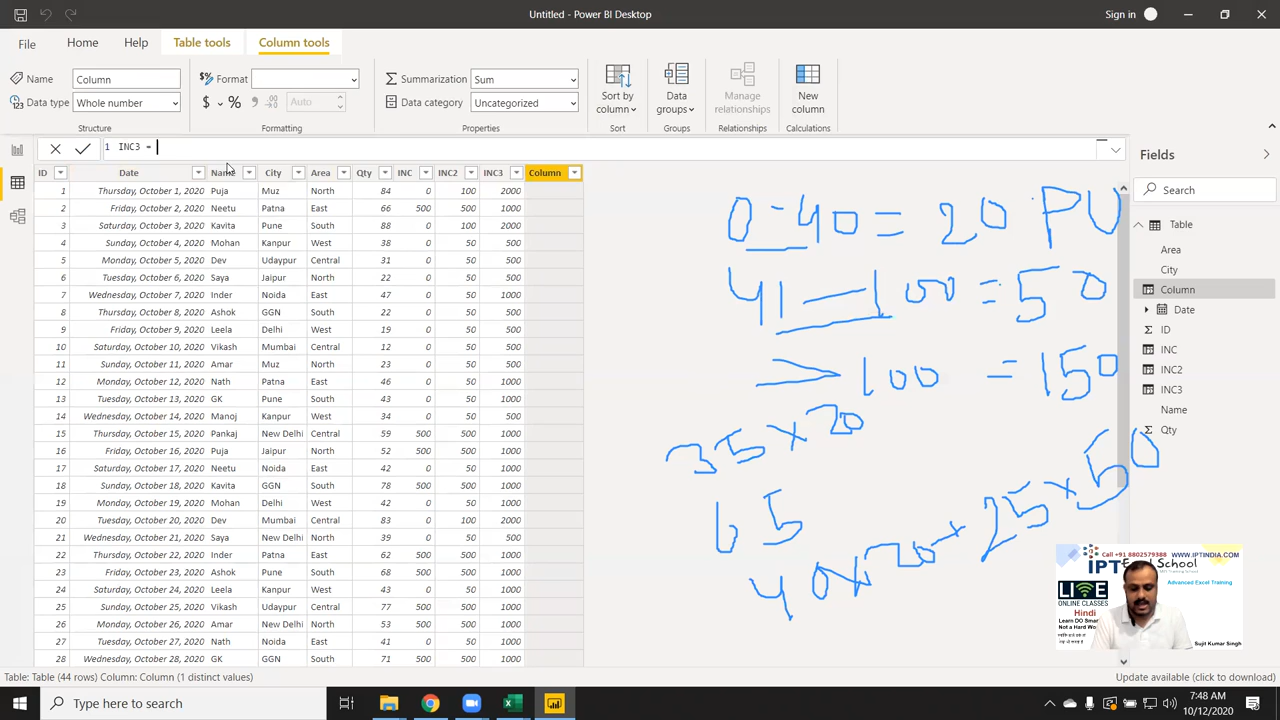 Untitled - Power BI Desktop
Sign in
File
Home
Help
Table tools
Column tools
Name
Column
Data type
Whole number
Structure
Format
$ % 9 Auto
Formatting
Summarization
Sum
Data category
Uncategorized
Properties
Sort by column
Sort
Data groups
Groups
Manage relationships
Relationships
New column
Calculations
1 INC3 =
ID Date Name City Area Qty INC INC2 INC3 Column
1 Thursday, October 1, 2020 Puja Muz North 84 0 100 2000
2 Friday, October 2, 2020 Neetu Patna East 66 500 500 1000
3 Saturday, October 3, 2020 Kavita Pune South 88 0 100 2000
4 Sunday, October 4, 2020 Mohan Kanpur West 38 0 50 500
5 Monday, October 5, 2020 Dev Udaypur Central 31 0 50 500
6 Tuesday, October 6, 2020 Saya Jaipur North 22 0 50 500
7 Wednesday, October 7, 2020 Inder Noida East 47 0 50 1000
8 Thursday, October 8, 2020 Ashok GGN South 22 0 50 500
9 Friday, October 9, 2020 Leela Delhi West 19 0 50 500
10 Saturday, October 10, 2020 Vikash Mumbai Central 12 0 50 500
11 Sunday, October 11, 2020 Amar Muz North 23 0 50 500
12 Monday, October 12, 2020 Nath Patna East 46 0 50 1000
13 Tuesday, October 13, 2020 GK Pune South 43 0 50 1000
14 Wednesday, October 14, 2020 Manoj Kanpur West 34 0 50 500
15 Thursday, October 15, 2020 Pankaj New Delhi Central 59 500 500 1000
16 Friday, October 16, 2020 Puja Jaipur North 52 500 500 1000
17 Saturday, October 17, 2020 Neetu Noida East 42 0 50 1000
18 Sunday, October 18, 2020 Kavita GGN South 78 500 500 1000
19 Monday, October 19, 2020 Mohan Delhi West 42 0 50 1000
20 Tuesday, October 20, 2020 Dev Mumbai Central 83 0 100 2000
21 Wednesday, October 21, 2020 Saya New Delhi North 39 0 50 500
22 Thursday, October 22, 2020 Inder Patna East 62 500 500 1000
23 Friday, October 23, 2020 Ashok Pune South 68 500 500 1000
24 Saturday, October 24, 2020 Leela Kanpur West 43 0 50 1000
25 Sunday, October 25, 2020 Vikash Udaypur Central 77 500 500 1000
26 Monday, October 26, 2020 Amar New Delhi North 53 500 500 1000
27 Tuesday, October 27, 2020 Nath Noida East 41 0 50 1000
28 Wednesday, October 28, 2020 GK GGN South 71 500 500 1000
0-40 = 20 PU
41 — 100 = 50
> 100 = 150
35 × 20
65
40 × 20 + 25 × 50
Fields
Search
Table
Area
City
Column
Date
ID
INC
INC2
INC3
Name
Qty
Call +91 8802579388 WWW.IPTINDIA.COM
Advanced Excel Training
LIVE
ONLINE CLASSES
Hindi
Sujit Kumar Singh
Table: Table (44 rows) Column: Column (1 distinct values)
Update available (click to download)
Type here to search
7:48 AM
10/12/2020